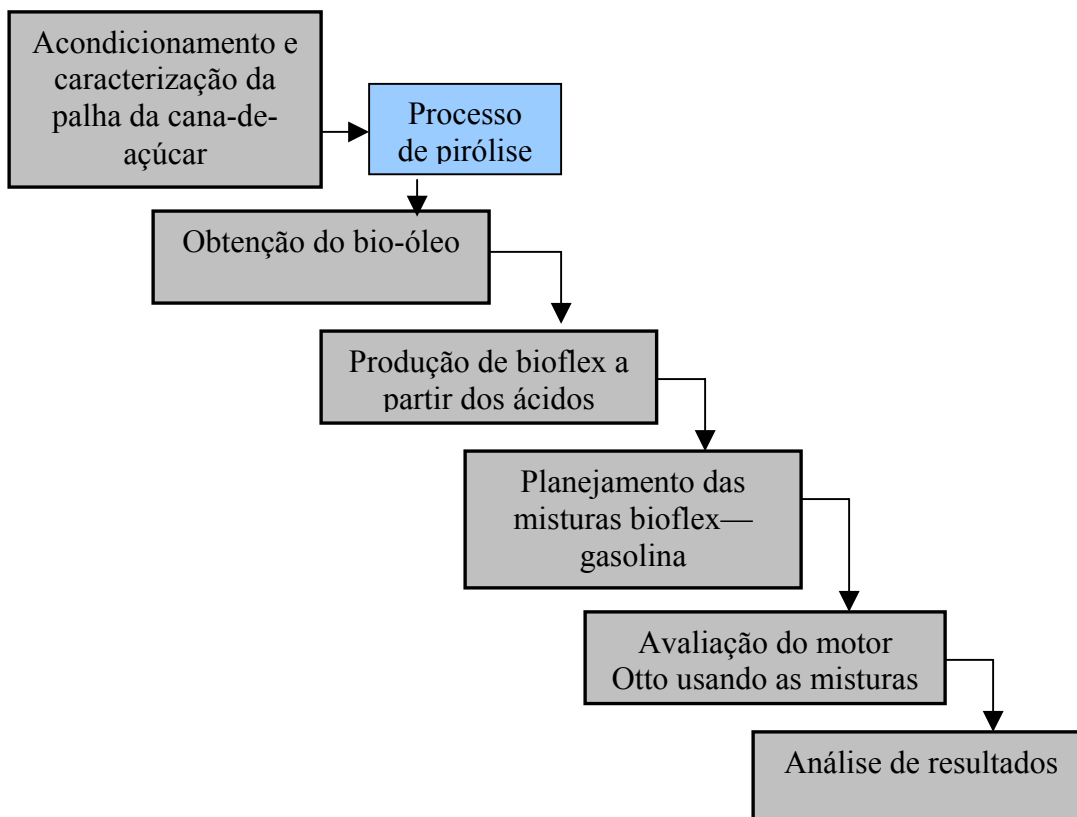 Acondicionamento e
caracterização da
palha da cana-de-
açúcar
Processo
de pirólise
Obtenção do bio-óleo
Produção de bioflex a
partir dos ácidos
Planejamento das
misturas bioflex—
gasolina
Avaliação do motor
Otto usando as misturas
Análise de resultados